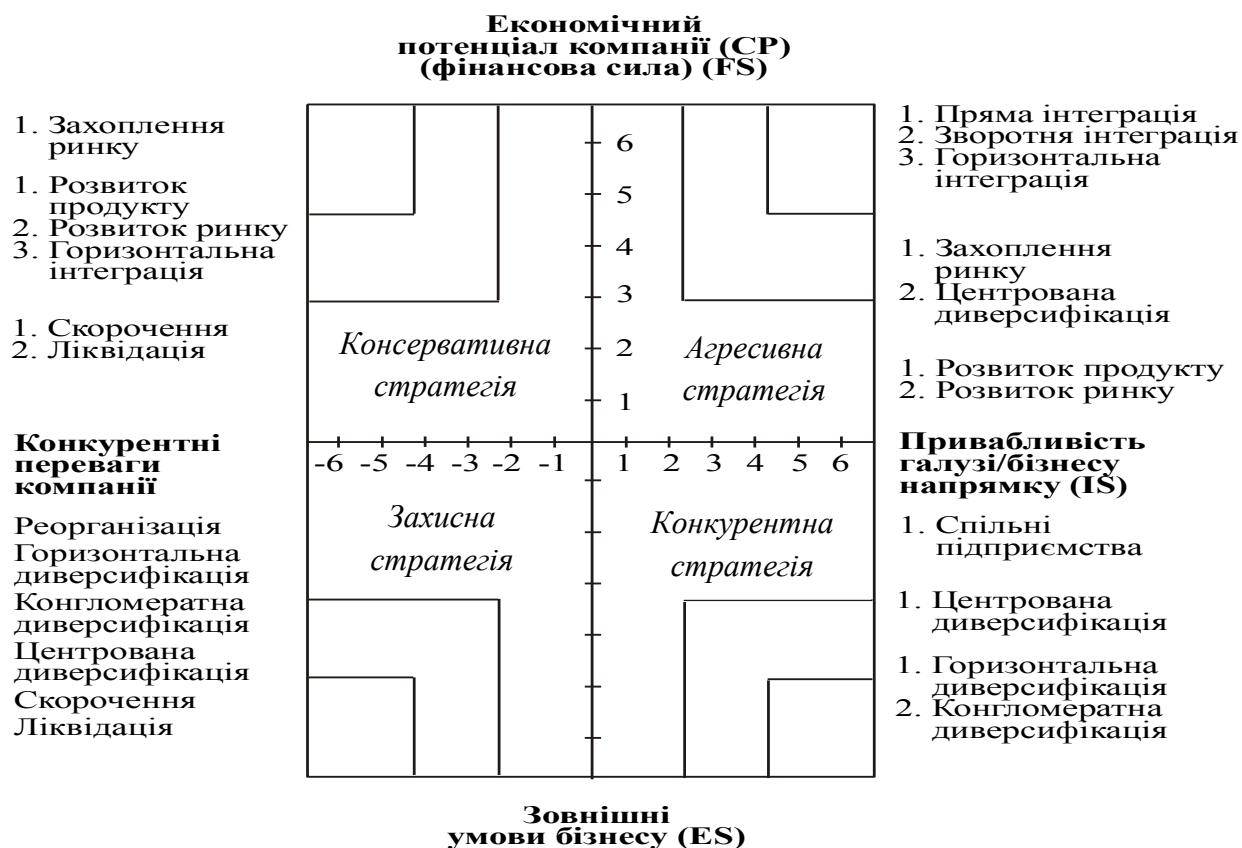 Економічний
потенціал компанії (CP)
(фінансова сила) (FS)
1. Захоплення
ринку
1. Розвиток
продукту
2. Розвиток ринку
3. Горизонтальна
інтеграція
1. Скорочення
2. Ліквідація
6
5
4
3
2
1
Консервативна
стратегія
Агресивна
стратегія
1. Пряма інтеграція
2. Зворотня інтеграція
3. Горизонтальна
інтеграція
1. Захоплення
ринку
2. Центрована
диверсифікація
1. Розвиток продукту
2. Розвиток ринку
Конкурентні
переваги
компанії
-6 -5 -4 -3 -2 -1 1 2 3 4 5 6
Привабливість
галузі/бізнесу
напрямку (IS)
Реорганізація
Горизонтальна
диверсифікація
Конгломератна
диверсифікація
Центрована
диверсифікація
Скорочення
Ліквідація
Захисна
стратегія
Конкурентна
стратегія
1. Спільні
підприємства
1. Центрована
диверсифікація
1. Горизонтальна
диверсифікація
2. Конгломератна
диверсифікація
Зовнішні
умови бізнесу (ES)